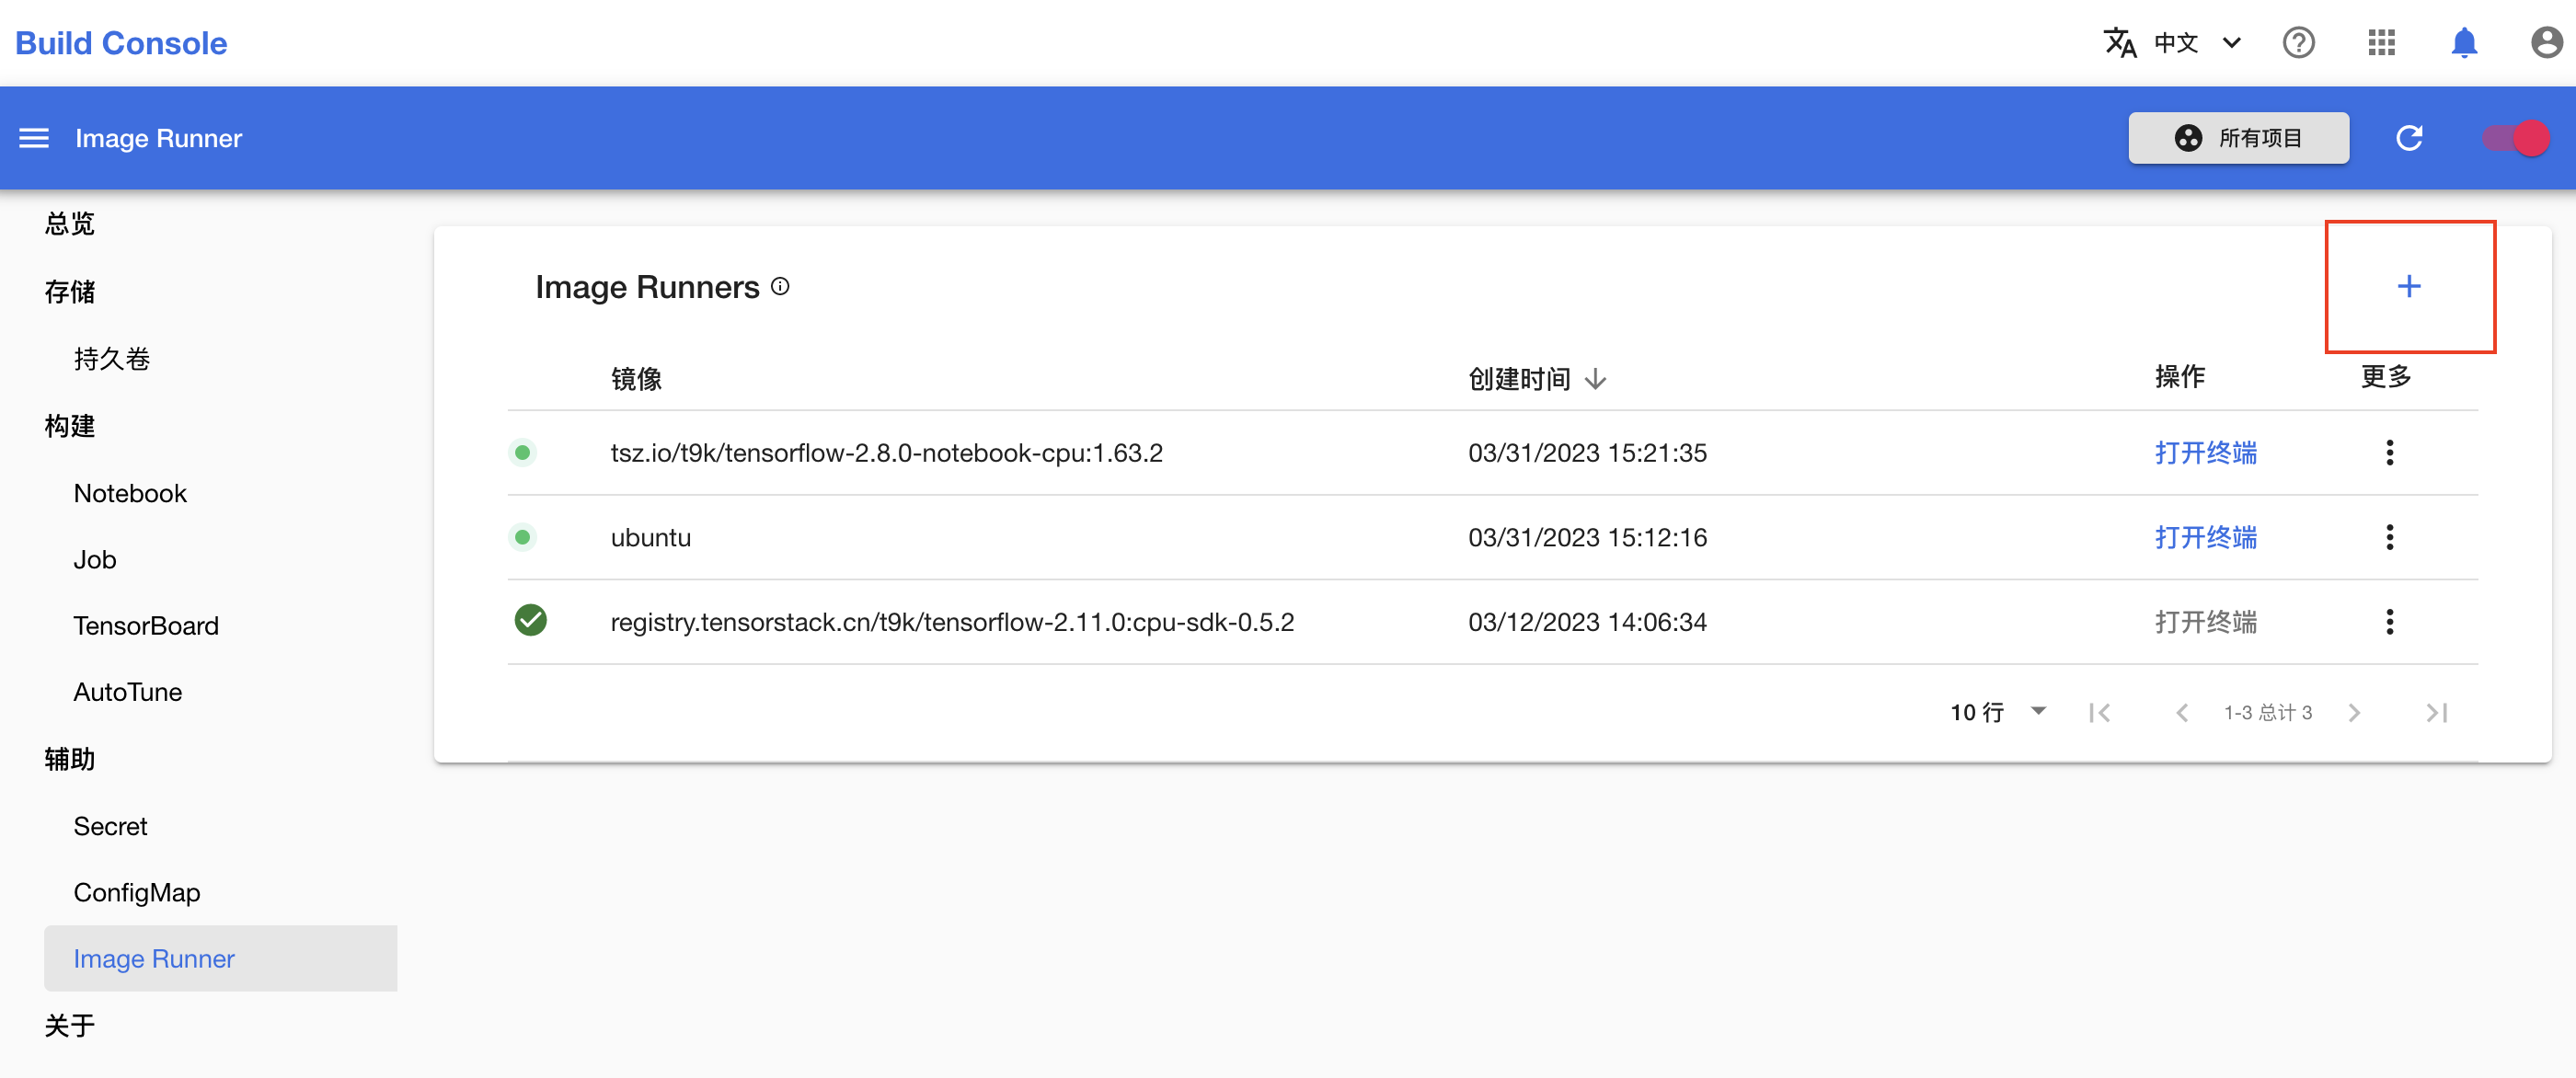 Build Console
中文
Image Runner
所有项目
总览
存储
持久卷
构建
Notebook
Job
TensorBoard
AutoTune
辅助
Secret
ConfigMap
Image Runner
关于
Image Runners
镜像 创建时间 操作 更多
tsz.io/t9k/tensorflow-2.8.0-notebook-cpu:1.63.2 03/31/2023 15:21:35 打开终端
ubuntu 03/31/2023 15:12:16 打开终端
registry.tensorstack.cn/t9k/tensorflow-2.11.0:cpu-sdk-0.5.2 03/12/2023 14:06:34 打开终端
10 行 1-3 总计 3